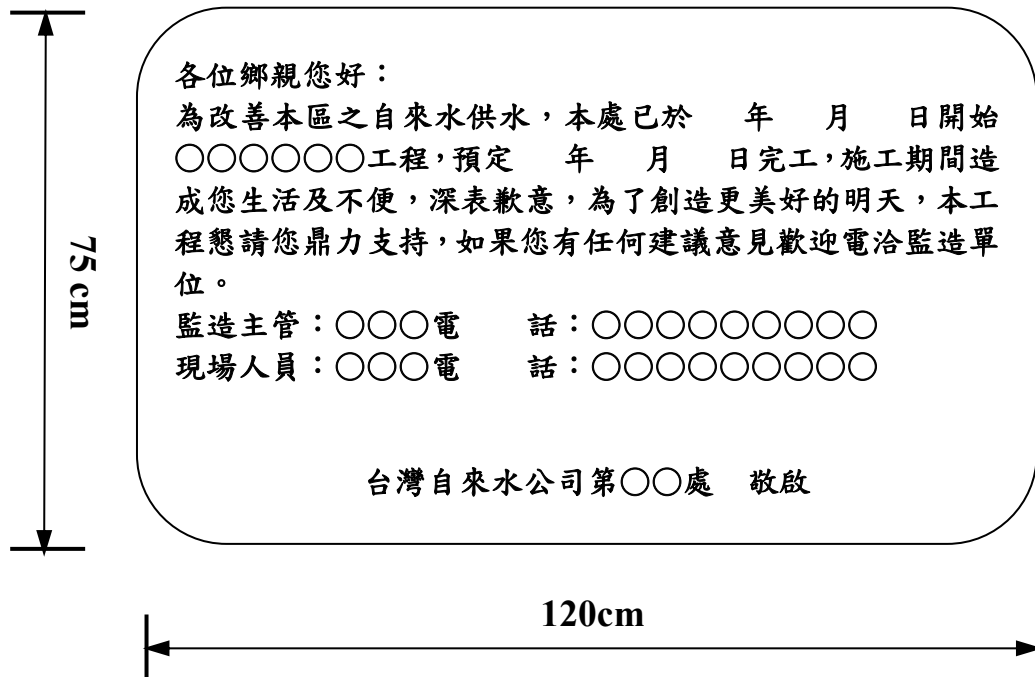 各位鄉親您好：
為改善本區之自來水供水，本處已於　年　月　日開始
○○○○○○工程，預定　年　月　日完工，施工期間造
成您生活及不便，深表歉意，為了創造更美好的明天，本工
程懇請您鼎力支持，如果您有任何建議意見歡迎電洽監造單
位。
監造主管：○○○電　　話：○○○○○○○○○
現場人員：○○○電　　話：○○○○○○○○○
台灣自來水公司第○○處　敬啟
75 cm
120cm